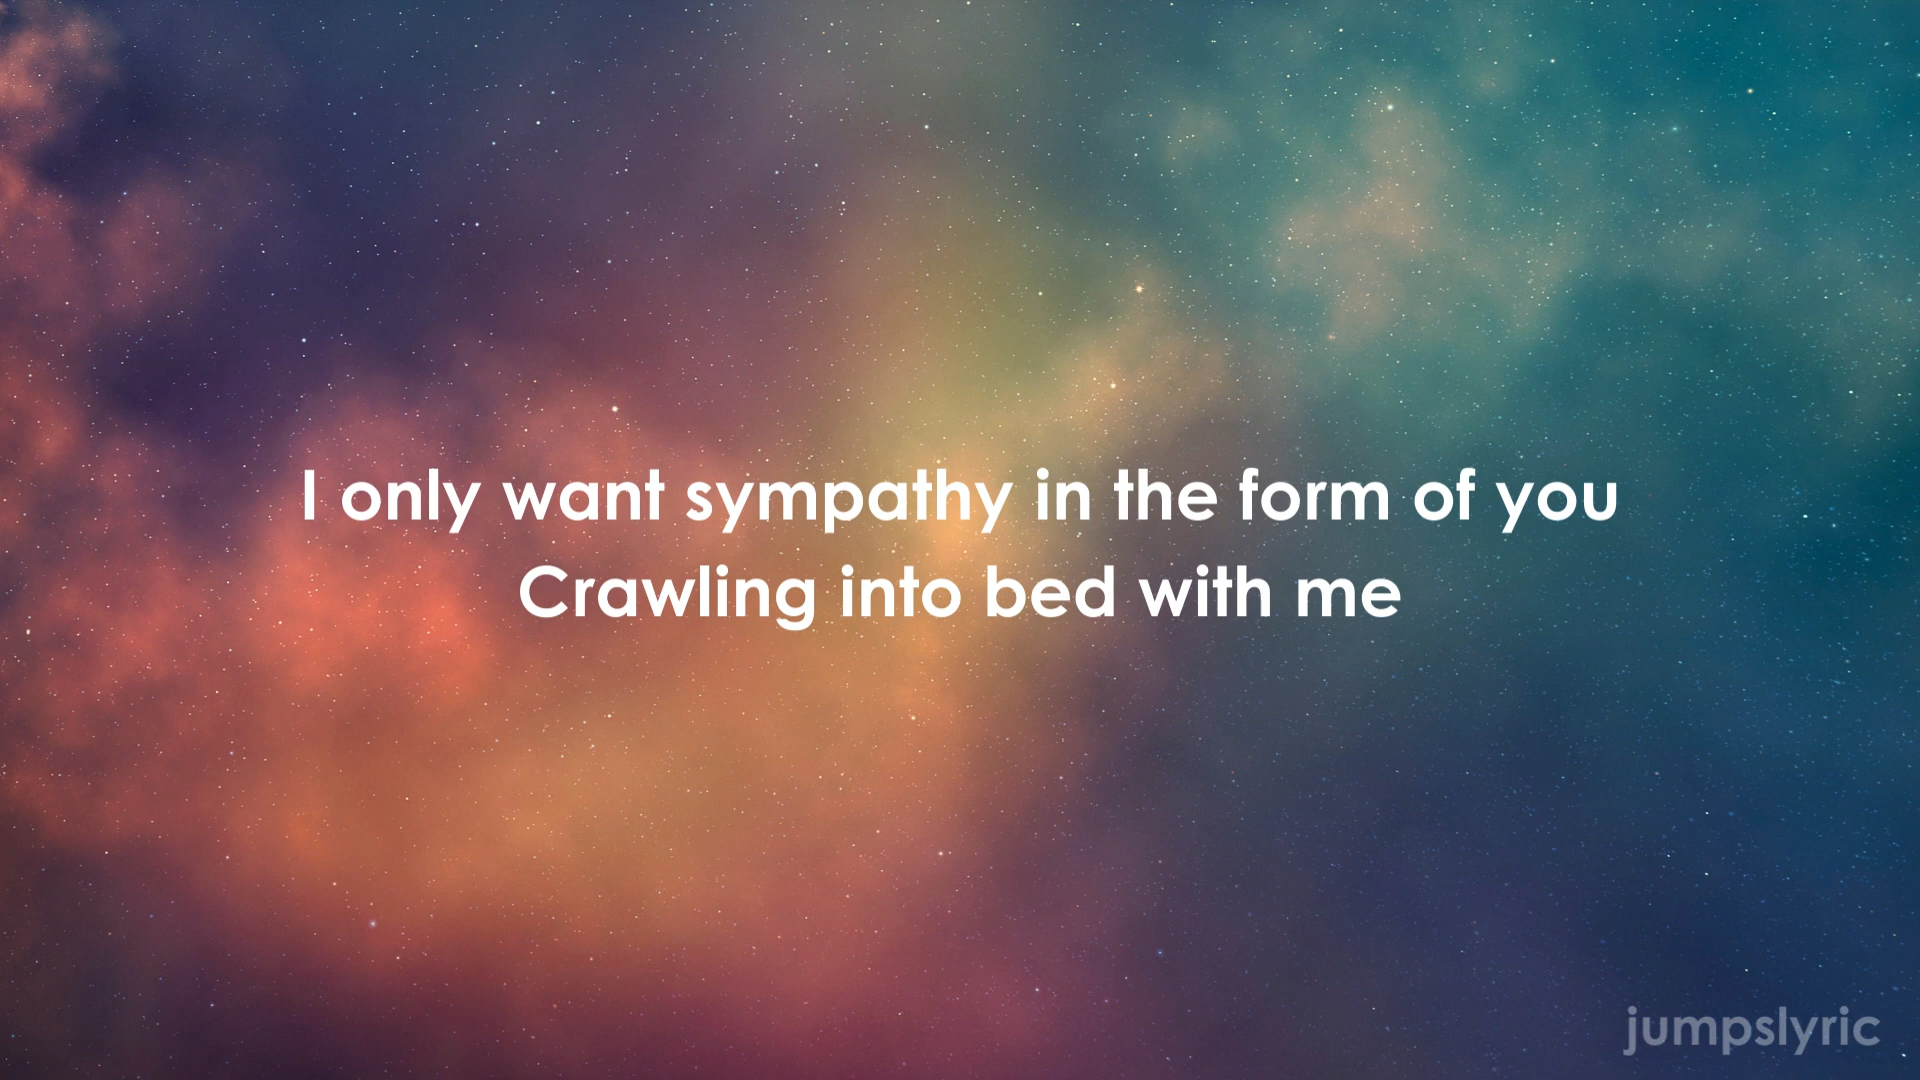 I only want sympathy in the form of you
Crawling into bed with me
jumpslyric